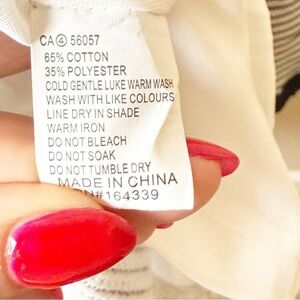 CA④ 56057
65% COTTON
35% POLYESTER
COLD GENTLE LUKE WARM WASH
WASH WITH LIKE COLOURS
LINE DRY IN SHADE
WARM IRON
DO NOT BLEACH
DO NOT SOAK
DO NOT TUMBLE DRY
MADE IN CHINA
N#164339